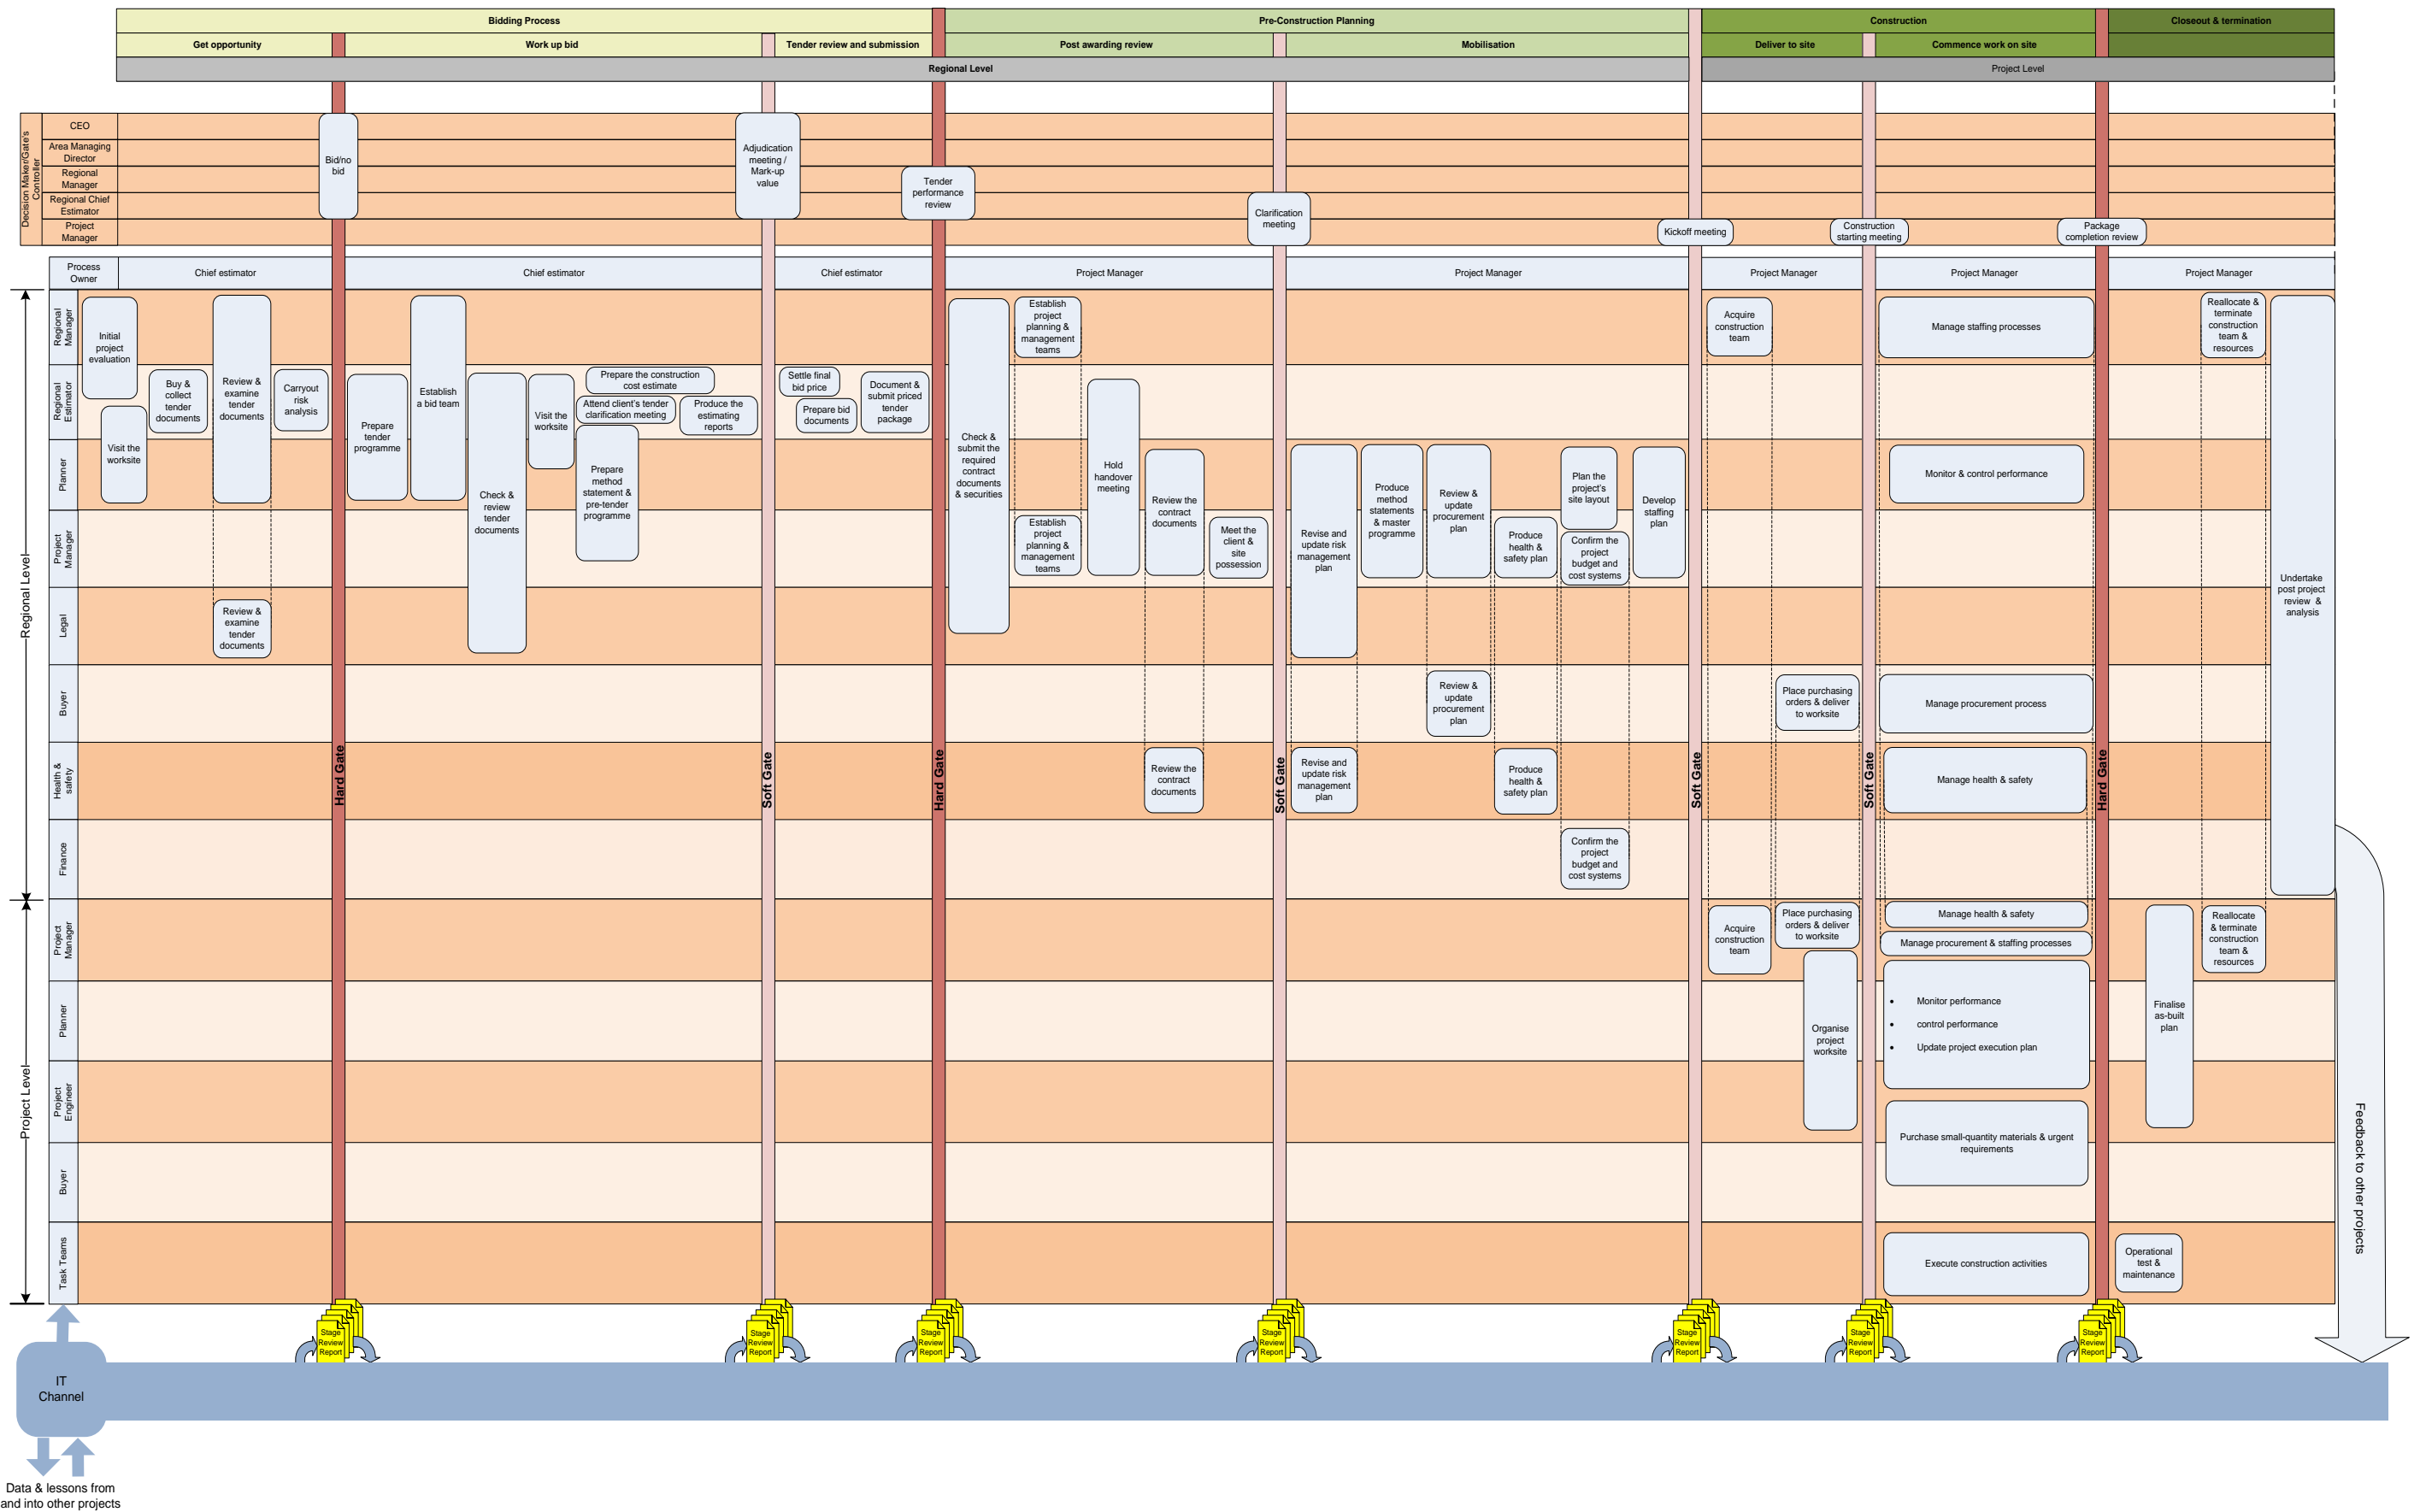 Bidding Process
Pre-Construction Planning
Construction
Closeout & termination
Get opportunity
Work up bid
Tender review and submission
Post awarding review
Mobilisation
Deliver to site
Commence work on site
Regional Level
Project Level
Decision Maker/Gate's
Controller
CEO
Area Managing
Director
Regional
Manager
Regional Chief
Estimator
Project
Manager
Bid/no
bid
Adjudication
meeting /
Mark-up
value
Tender
performance
review
Clarification
meeting
Kickoff meeting
Construction
starting meeting
Package
completion review
Process
Owner
Chief estimator
Chief estimator
Chief estimator
Project Manager
Project Manager
Project Manager
Project Manager
Project Manager
Regional Level
Project Level
Regional
Manager
Regional
Estimator
Planner
Project
Manager
Legal
Buyer
Health &
safety
Finance
Project
Manager
Planner
Project
Enginer
Buyer
Task Teams
Initial
project
evaluation
Visit the
worksite
Buy &
collect
tender
documents
Review &
examine
tender
documents
Review &
examine
tender
documents
Carryout
risk
analysis
Hard Gate
Prepare
tender
programme
Establish
a bid team
Check &
review
tender
documents
Visit the
worksite
Prepare the construction
cost estimate
Attend client's tender
clarification meeting
Produce the
estimating
reports
Prepare
method
statement &
pre-tender
programme
Soft Gate
Settle final
bid price
Prepare bid
documents
Document &
submit priced
tender
package
Hard Gate
Check &
submit the
required
contract
documents
& securities
Establish
project
planning &
management
teams
Establish
project
planning &
management
teams
Hold
handover
meeting
Review the
contract
documents
Review the
contract
documents
Meet the
client &
site
possession
Soft Gate
Revise and
update risk
management
plan
Revise and
update risk
management
plan
Produce
method
statements
& master
programme
Review &
update
procurement
plan
Review &
update
procurement
plan
Produce
health &
safety plan
Produce
health &
safety plan
Plan the
project's
site layout
Confirm the
project
budget and
cost systems
Confirm the
project
budget and
cost systems
Develop
staffing
plan
Soft Gate
Acquire
construction
team
Acquire
construction
team
Place purchasing
orders & deliver
to worksite
Place purchasing
orders & deliver
to worksite
Organise
project
worksite
Soft Gate
Manage staffing processes
Monitor & control performance
Manage procurement process
Manage health & safety
Manage health & safety
Manage procurement & staffing processes
• Monitor performance
• control performance
• Update project execution plan
Purchase small-quantity materials & urgent
requirements
Execute construction activities
Hard Gate
Operational
test &
maintenance
Finalise
as-built
plan
Reallocate &
terminate
construction
team &
resources
Reallocate
& terminate
construction
team &
resources
Undertake
post project
review &
analysis
Feedback to other projects
Stage
Review
Report
Stage
Review
Report
Stage
Review
Report
Stage
Review
Report
Stage
Review
Report
Stage
Review
Report
Stage
Review
Report
IT
Channel
Data & lessons from
and into other projects